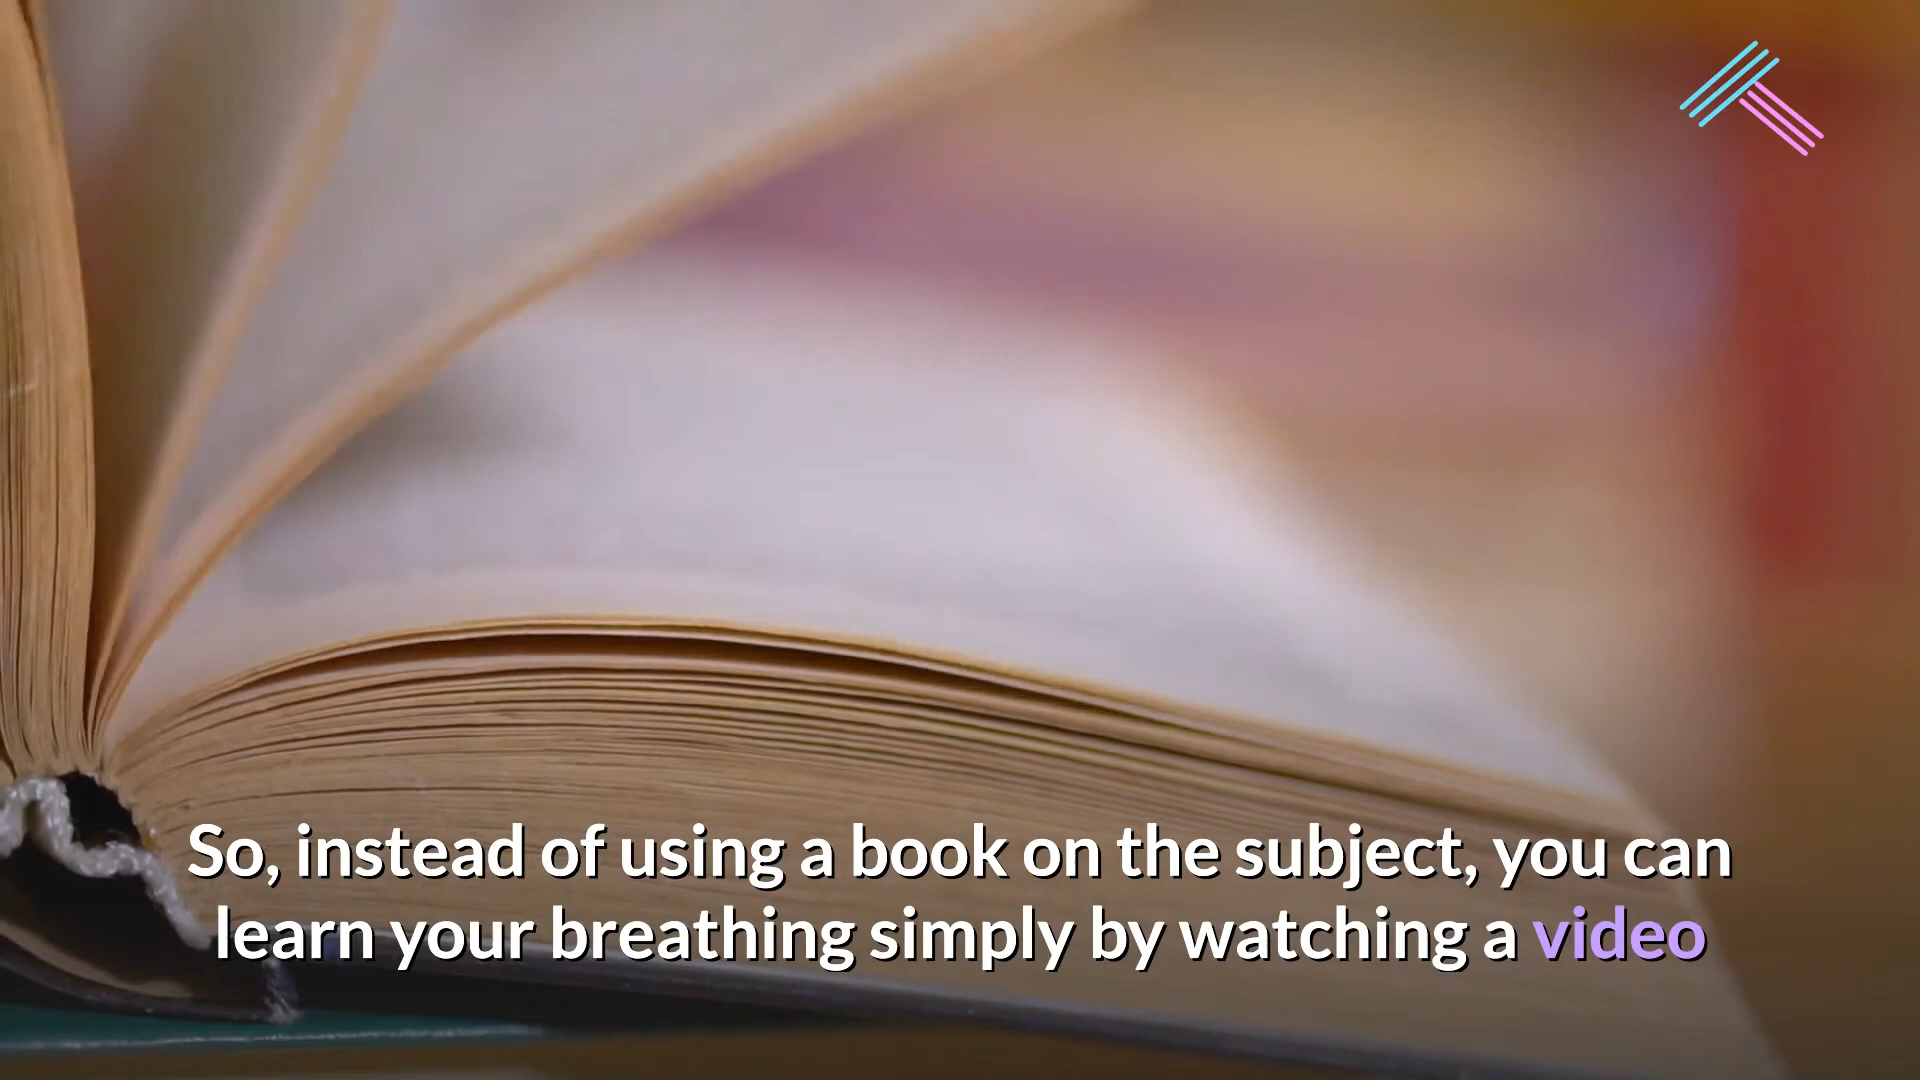 So, instead of using a book on the subject, you can
learn your breathing simply by watching a video